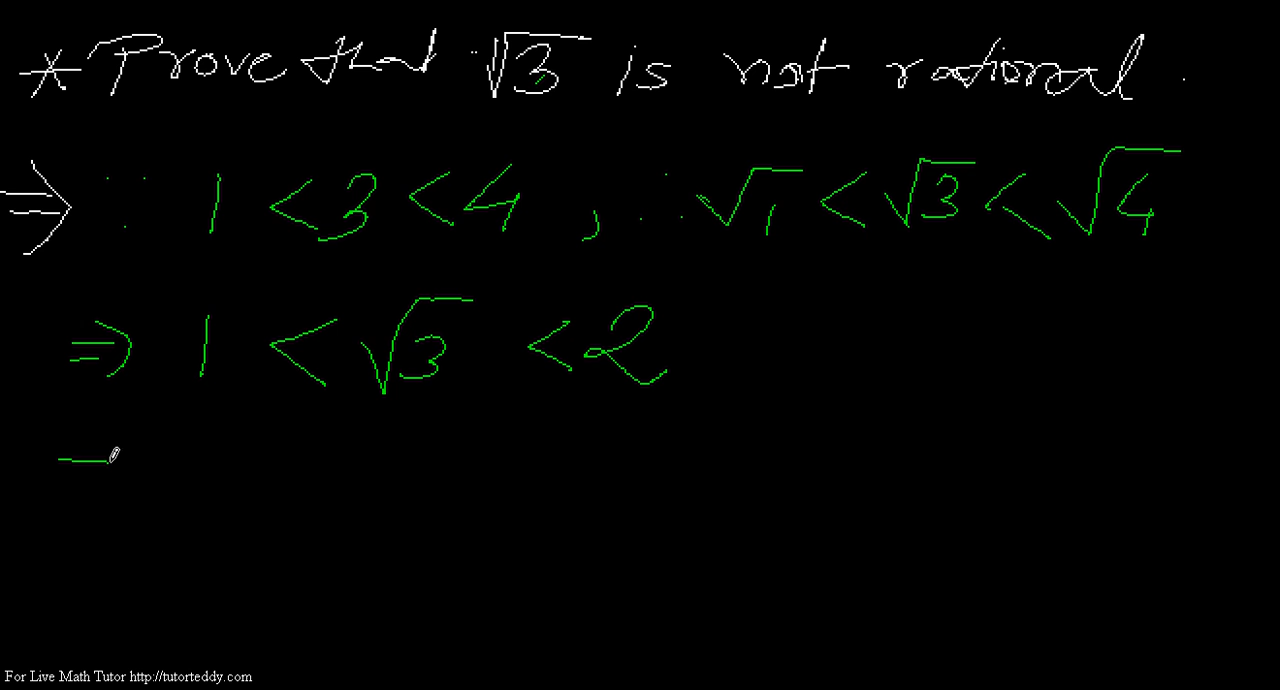 * Prove that √3 is not rational.
⇒ ∵ 1 < 3 < 4 , ∴ √1 < √3 < √4
⇒ 1 < √3 < 2
For Live Math Tutor http://tutorteddy.com